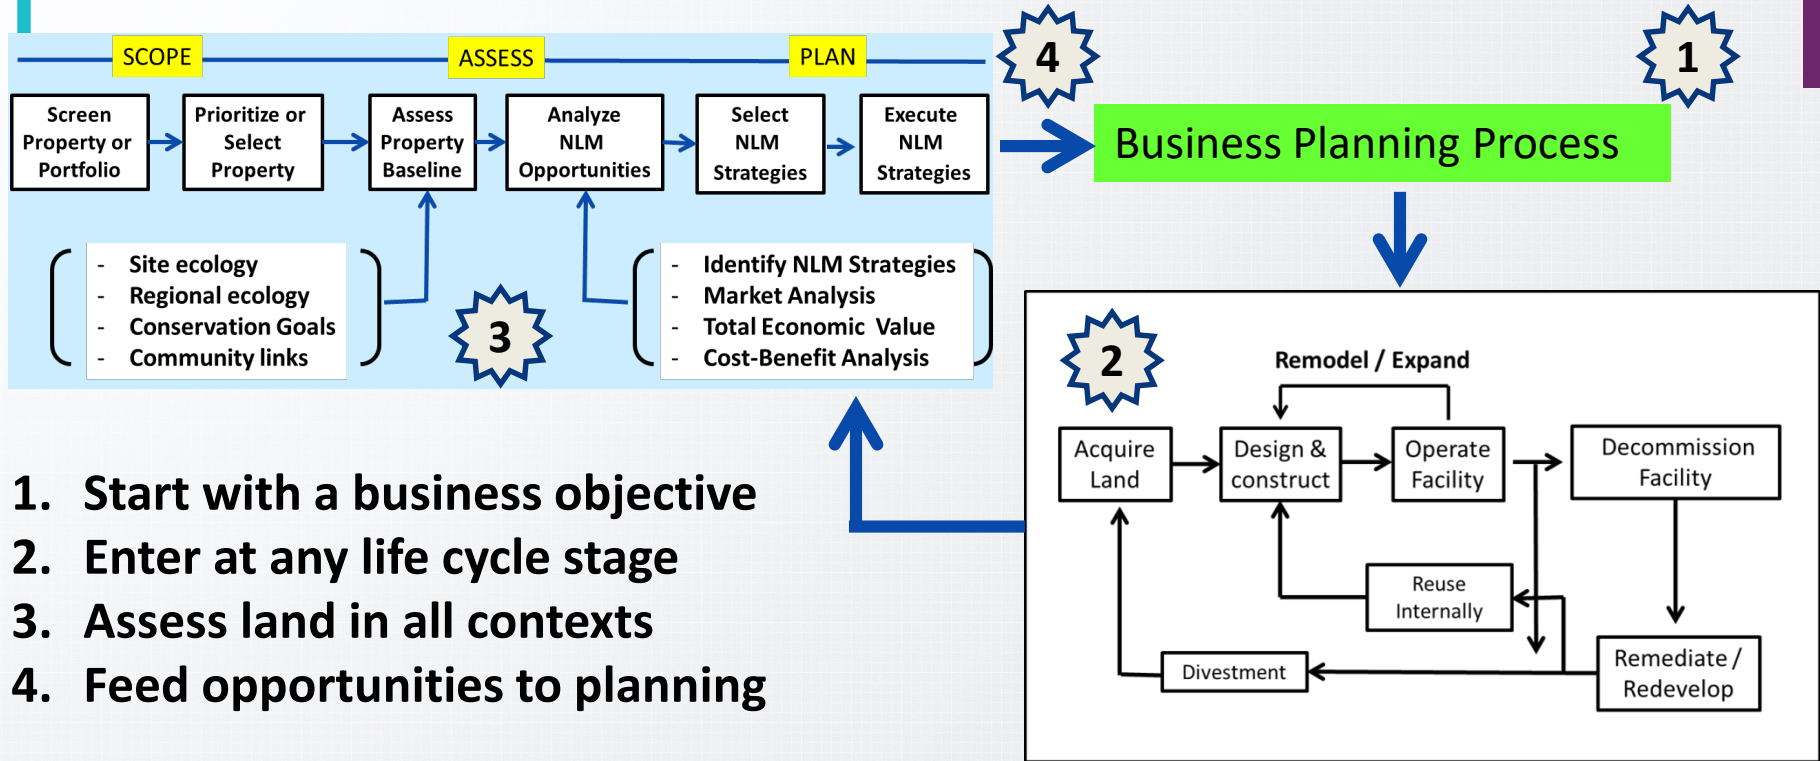 SCOPE
ASSESS
PLAN
4
1
Screen
Property or
Portfolio
Prioritize or
Select
Property
Assess
Property
Baseline
Analyze
NLM
Opportunities
Select
NLM
Strategies
Execute
NLM
Strategies
Business Planning Process
- Site ecology
- Regional ecology
- Conservation Goals
- Community links
3
- Identify NLM Strategies
- Market Analysis
- Total Economic Value
- Cost-Benefit Analysis
2
Remodel / Expand
Acquire
Land
Design &
construct
Operate
Facility
Decommission
Facility
Reuse
Internally
Divestment
Remediate /
Redevelop
1. Start with a business objective
2. Enter at any life cycle stage
3. Assess land in all contexts
4. Feed opportunities to planning